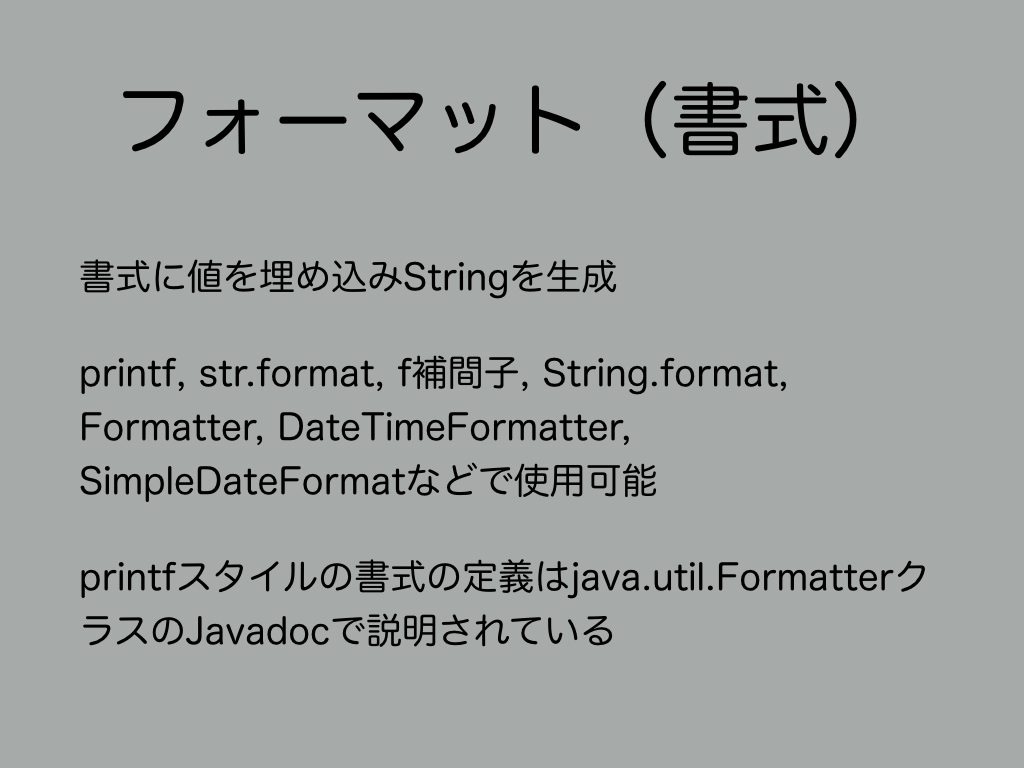 フォーマット（書式）
書式に値を埋め込みStringを生成
printf, str.format, f補間子, String.format,
Formatter, DateTimeFormatter,
SimpleDateFormatなどで使用可能
printfスタイルの書式の定義はjava.util.Formatterク
ラスのJavadocで説明されている